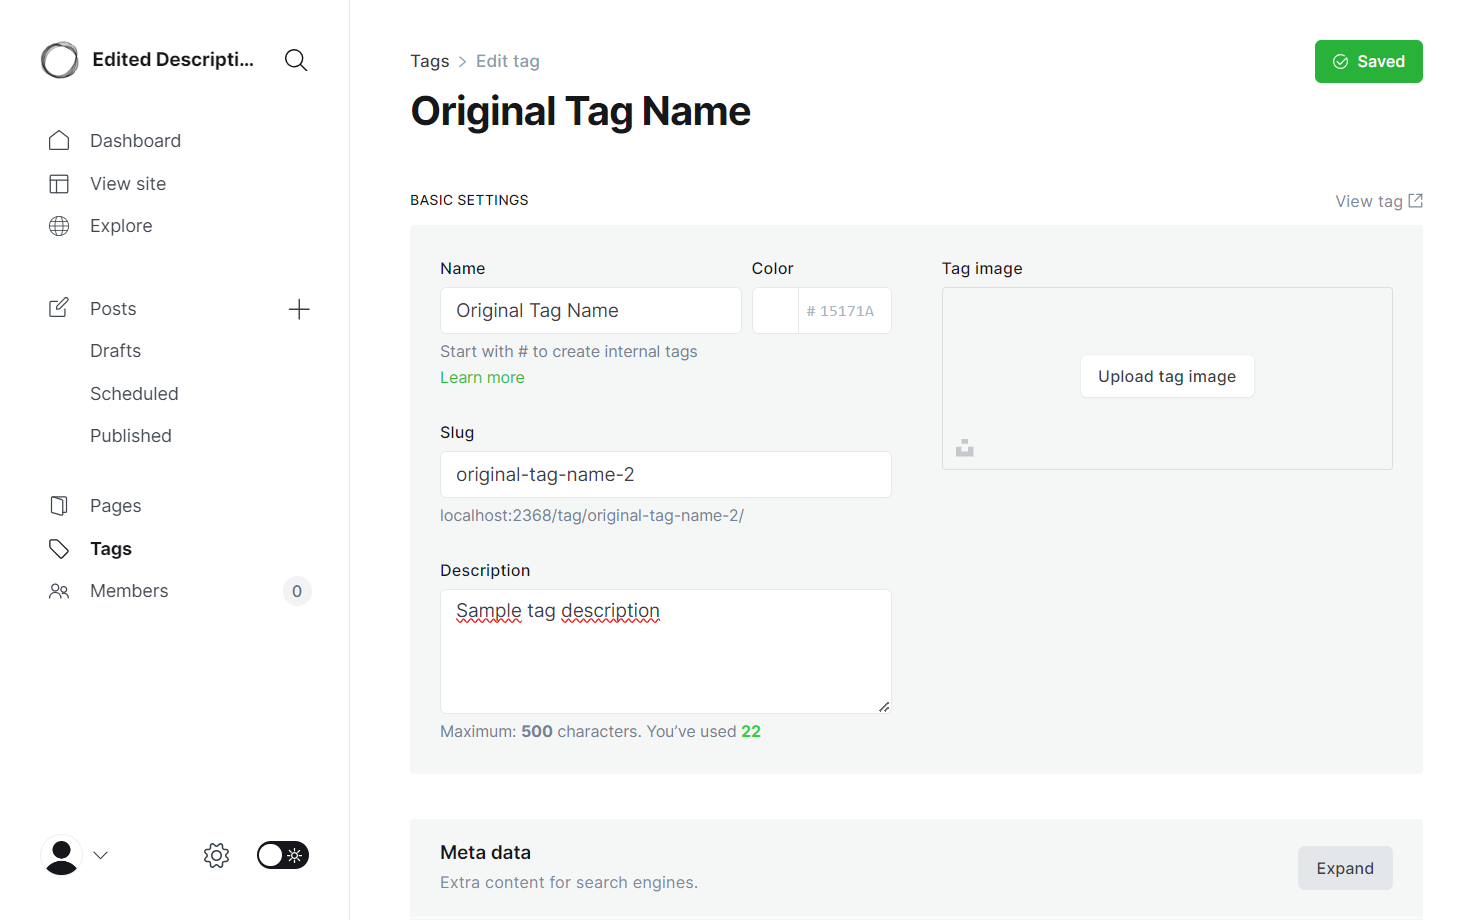 Edited Descripti...
Dashboard
View site
Explore
Posts
Drafts
Scheduled
Published
Pages
Tags
Members
0
Tags > Edit tag
Saved
Original Tag Name
BASIC SETTINGS
View tag
Name
Original Tag Name
Start with # to create internal tags
Learn more
Color
# 15171A
Slug
original-tag-name-2
localhost:2368/tag/original-tag-name-2/
Description
Sample tag description
Maximum: 500 characters. You’ve used 22
Tag image
Upload tag image
Meta data
Extra content for search engines.
Expand